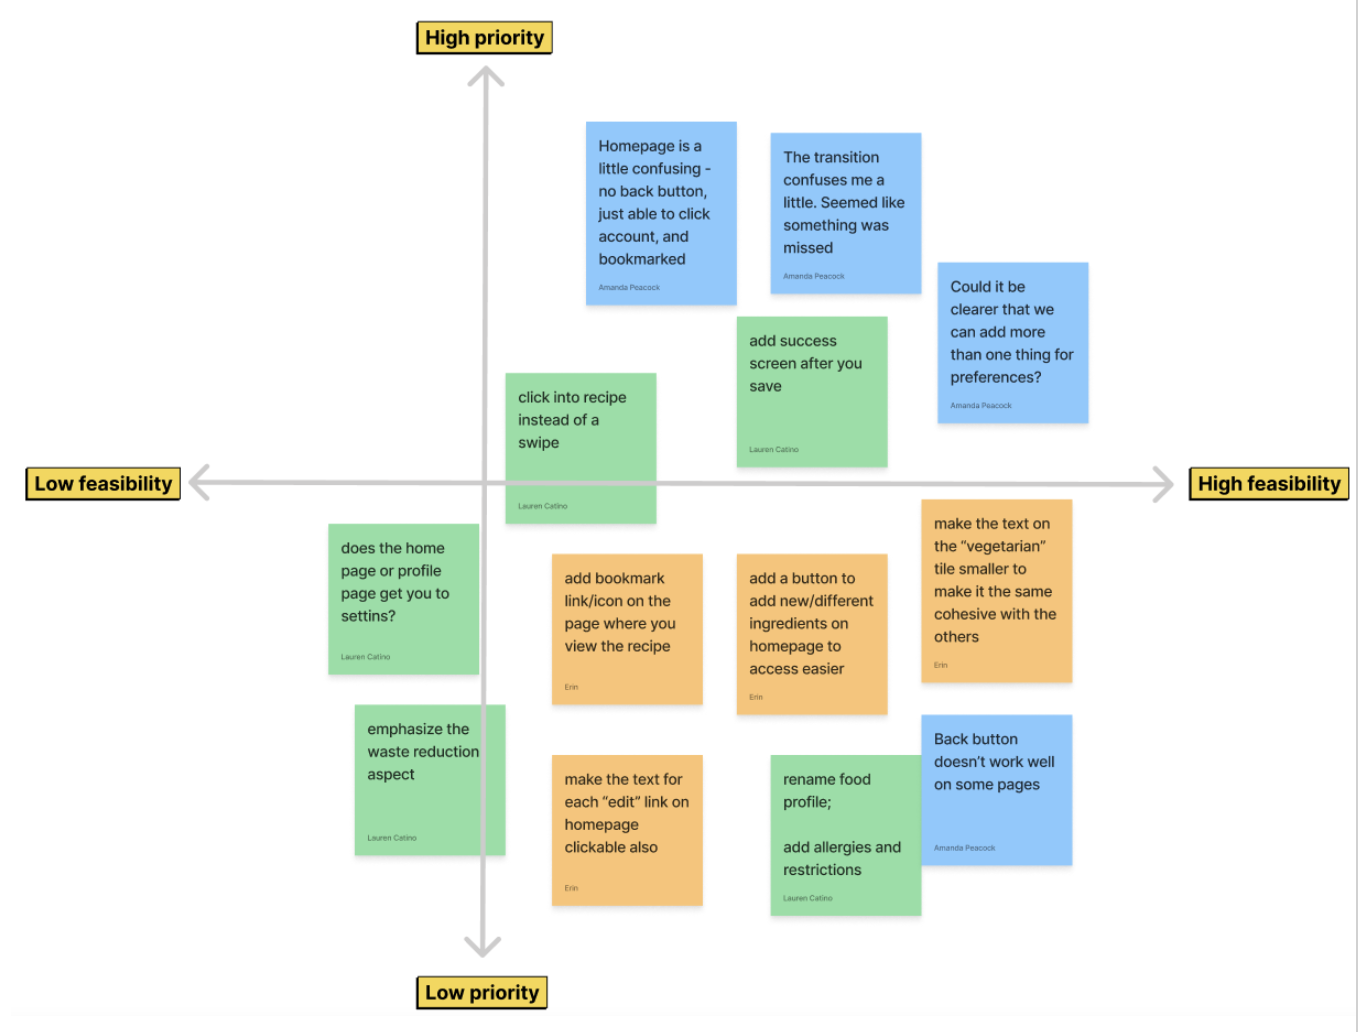 High priority
Homepage is a
little confusing -
no back button,
just able to click
account, and
bookmarked
Amanda Peacock
The transition
confuses me a
little. Seemed like
something was
missed
Amanda Peacock
Could it be
clearer that we
can add more
than one thing for
preferences?
Amanda Peacock
add success
screen after you
save
Lauren Catino
click into recipe
instead of a
swipe
Lauren Catino
Low feasibility
High feasibility
does the home
page or profile
page get you to
settins?
Lauren Catino
add bookmark
link/icon on the
page where you
view the recipe
Erin
add a button to
add new/different
ingredients on
homepage to
access easier
Erin
make the text on
the “vegetarian”
tile smaller to
make it the same
cohesive with the
others
Erin
emphasize the
waste reduction
aspect
Lauren Catino
make the text for
each “edit” link on
homepage
clickable also
Erin
rename food
profile;
add allergies and
restrictions
Lauren Catino
Back button
doesn’t work well
on some pages
Amanda Peacock
Low priority